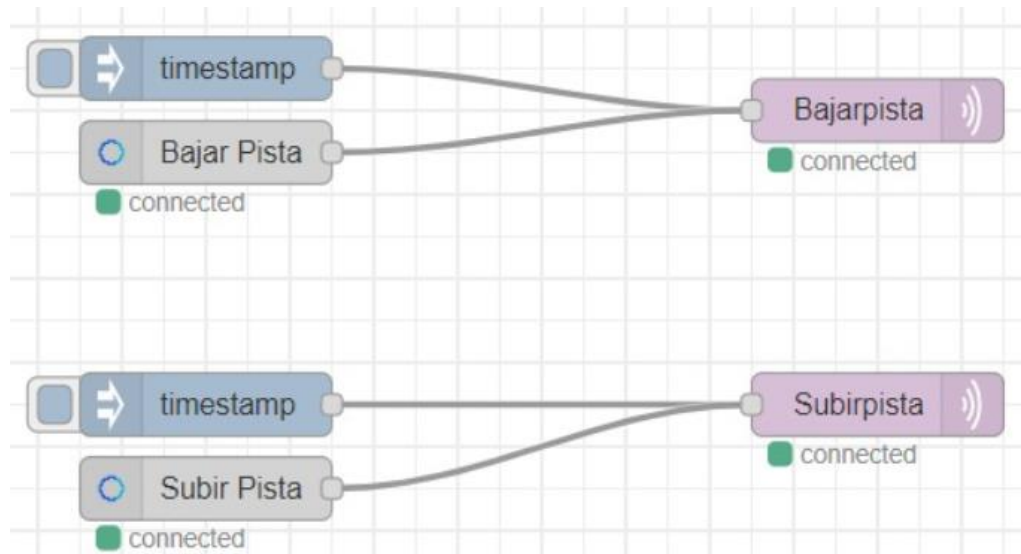 timestamp
Bajarpista
Bajar Pista
connected
connected
timestamp
Subirpista
Subir Pista
connected
connected